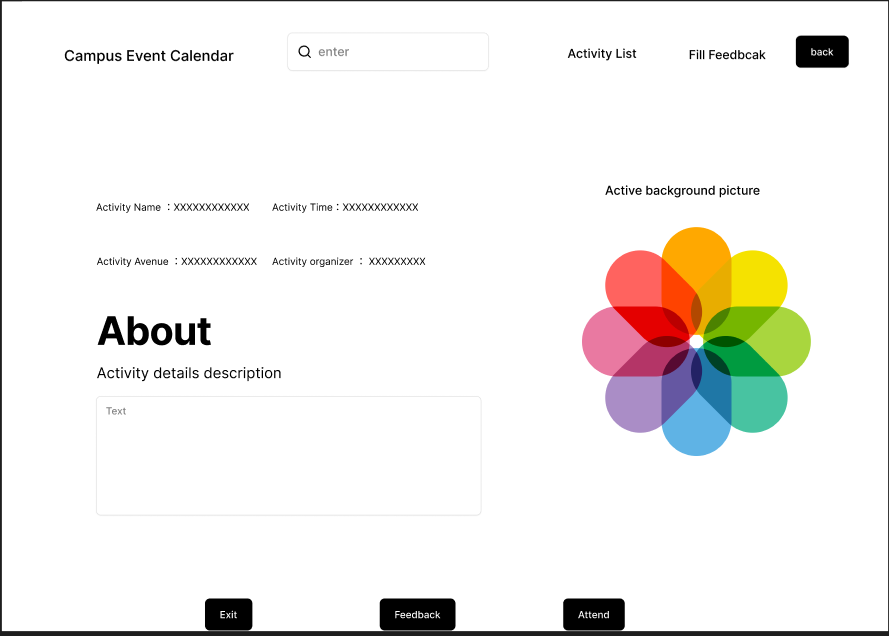 Campus Event Calendar
enter
Activity List
Fill Feedbcak
back
Active background picture
Activity Name ：XXXXXXXXXXXX
Activity Time：XXXXXXXXXXXX
Activity Avenue ：XXXXXXXXXXXX
Activity organizer ： XXXXXXXXX
About
Activity details description
Text
Exit
Feedback
Attend